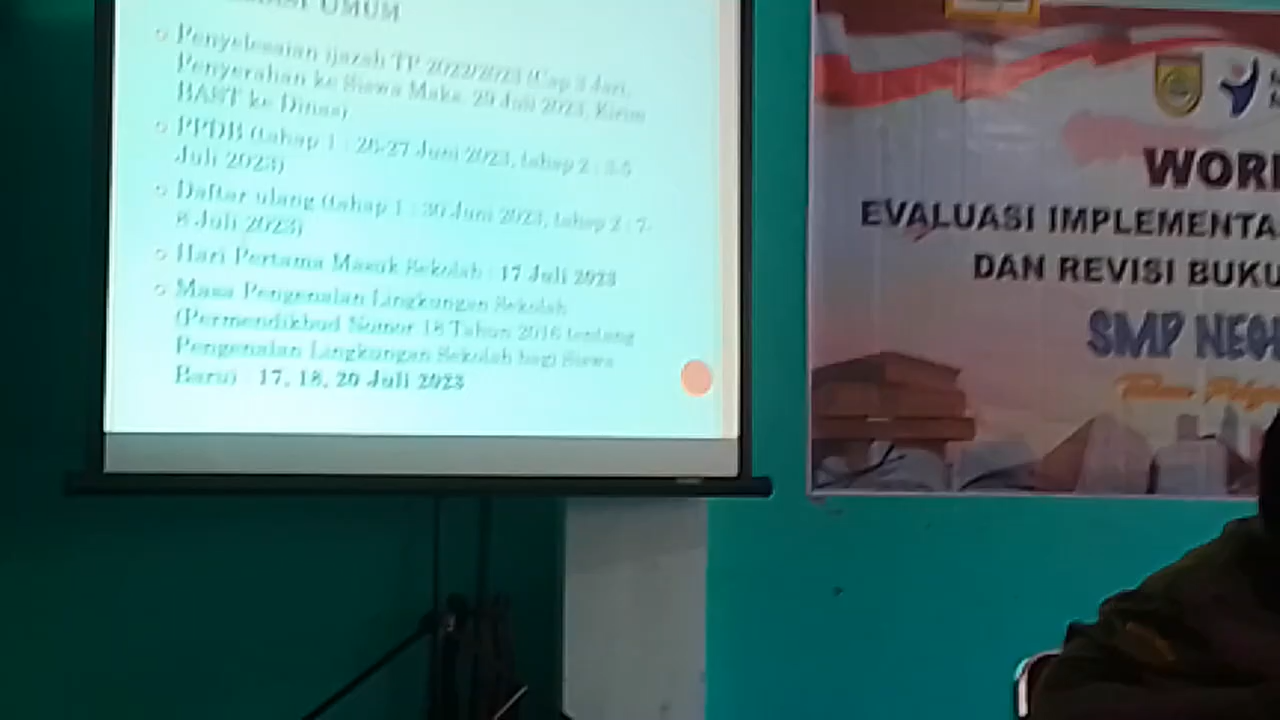 UMUM
Penyelesaian ijazah TP 2022/2023 (Cap 3 Jari,
Penyerahan ke Siswa Maks. 29 Juli 2023, Kirim
BAST ke Dinas)
PPDB (tahap 1 : 26-27 Juni 2023, tahap 2 : 3-5
Juli 2023)
Daftar ulang (tahap 1 : 30 Juni 2023, tahap 2 : 7-
8 Juli 2023)
Hari Pertama Masuk Sekolah : 17 Juli 2023
Masa Pengenalan Lingkungan Sekolah
(Permendikbud Nomor 18 Tahun 2016 tentang
Pengenalan Lingkungan Sekolah bagi Siswa
Baru) 17, 18, 20 Juli 2023
WOR
EVALUASI IMPLEMENTA
DAN REVISI BUKU
SMP NEG